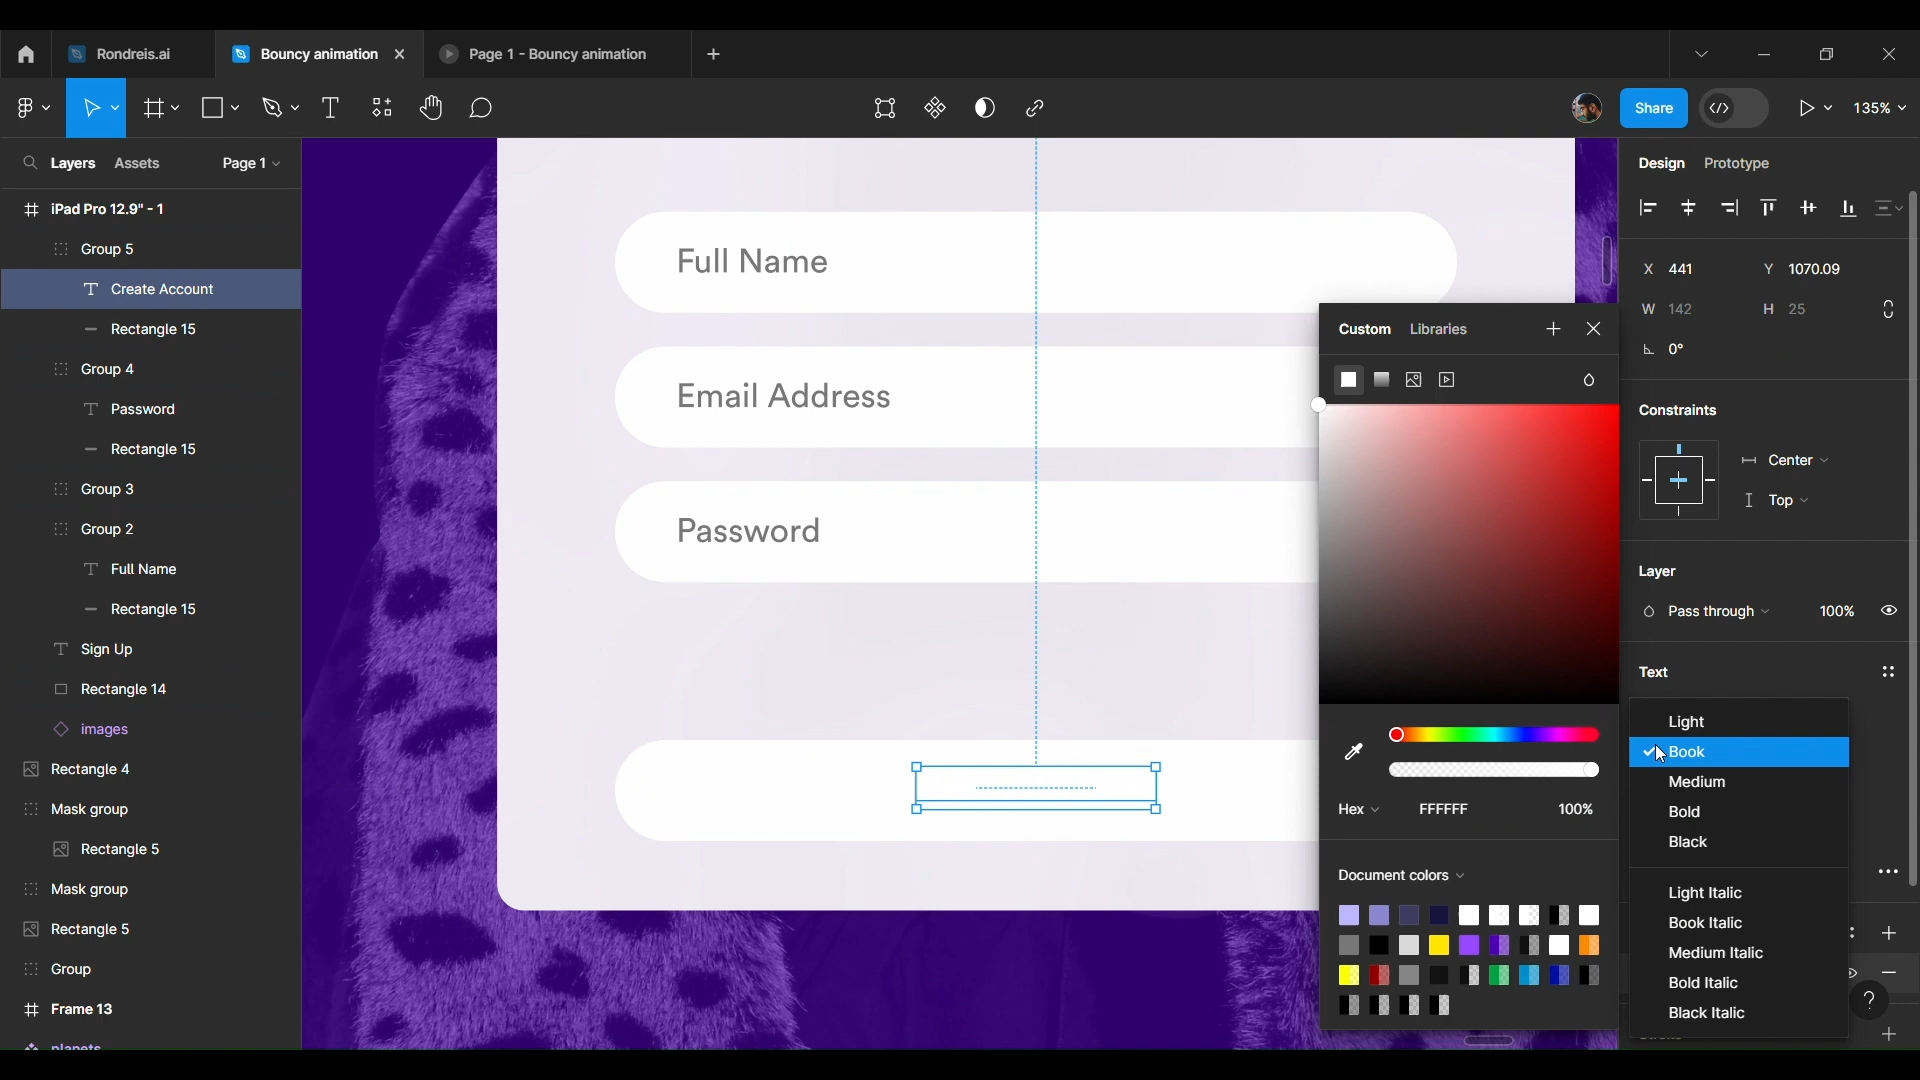 Rondreis.ai
Bouncy animation
Page 1 - Bouncy animation
Share
135%
Layers
Assets
Page 1
Design
Prototype
iPad Pro 12.9" - 1
Group 5
Create Account
Rectangle 15
Group 4
Password
Rectangle 15
Group 3
Group 2
Full Name
Rectangle 15
Sign Up
Rectangle 14
images
Rectangle 4
Mask group
Rectangle 5
Mask group
Rectangle 5
Group
Frame 13
planets
Full Name
Email Address
Password
Custom
Libraries
Hex
FFFFFF
100%
Document colors
X 441
Y 1070.09
W 142
H 25
0°
Constraints
Center
Top
Layer
Pass through
100%
Text
Light
Book
Medium
Bold
Black
Light Italic
Book Italic
Medium Italic
Bold Italic
Black Italic
?